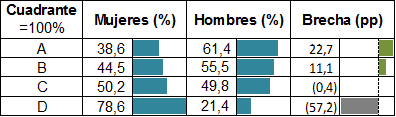 Cuadrante =100% Mujeres (%) Hombres (%) Brecha (pp)
A 38,6 61,4 22,7
B 44,5 55,5 11,1
C 50,2 49,8 (0,4)
D 78,6 21,4 (57,2)